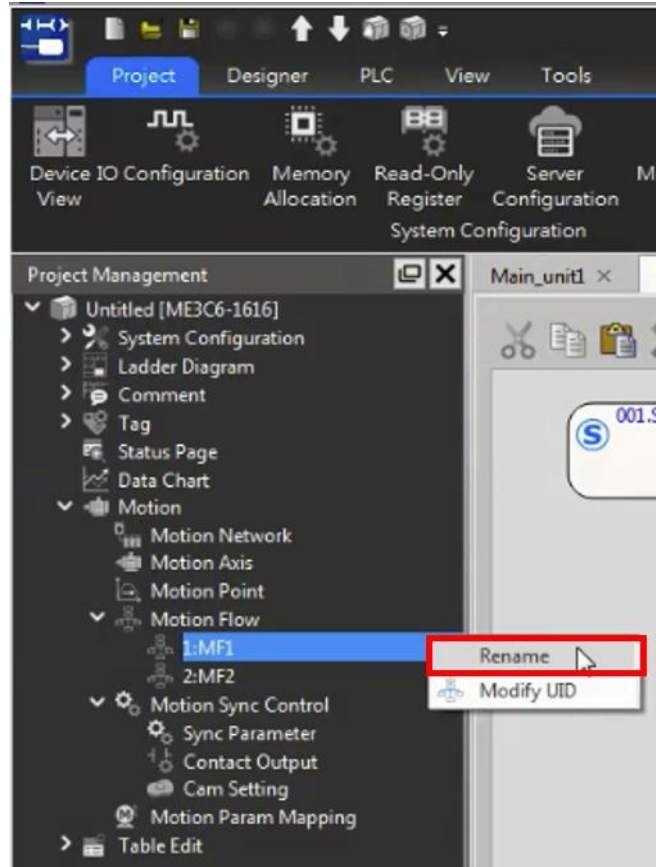 Project Designer PLC View Tools
Device View
IO Configuration
Memory Allocation
Read-Only Register
Server Configuration
M
System Configuration
Project Management
Main_unit1
Untitled [ME3C6-1616]
System Configuration
Ladder Diagram
Comment
Tag
Status Page
Data Chart
Motion
Motion Network
Motion Axis
Motion Point
Motion Flow
1:MF1
2:MF2
Motion Sync Control
Sync Parameter
Contact Output
Cam Setting
Motion Param Mapping
Table Edit
Rename
Modify UID
S
001.S